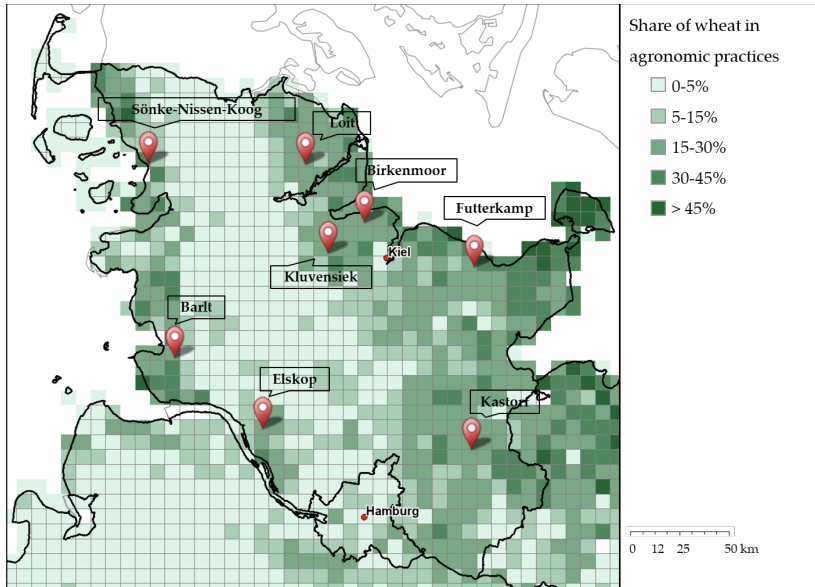 Share of wheat in
agronomic practices
0-5%
5-15%
15-30%
30-45%
> 45%
Sönke-Nissen-Koog
Loit
Birkenmoor
Futterkamp
Kiel
Kluvensiek
Barlt
Elskop
Kastorf
Hamburg
0 12 25 50 km